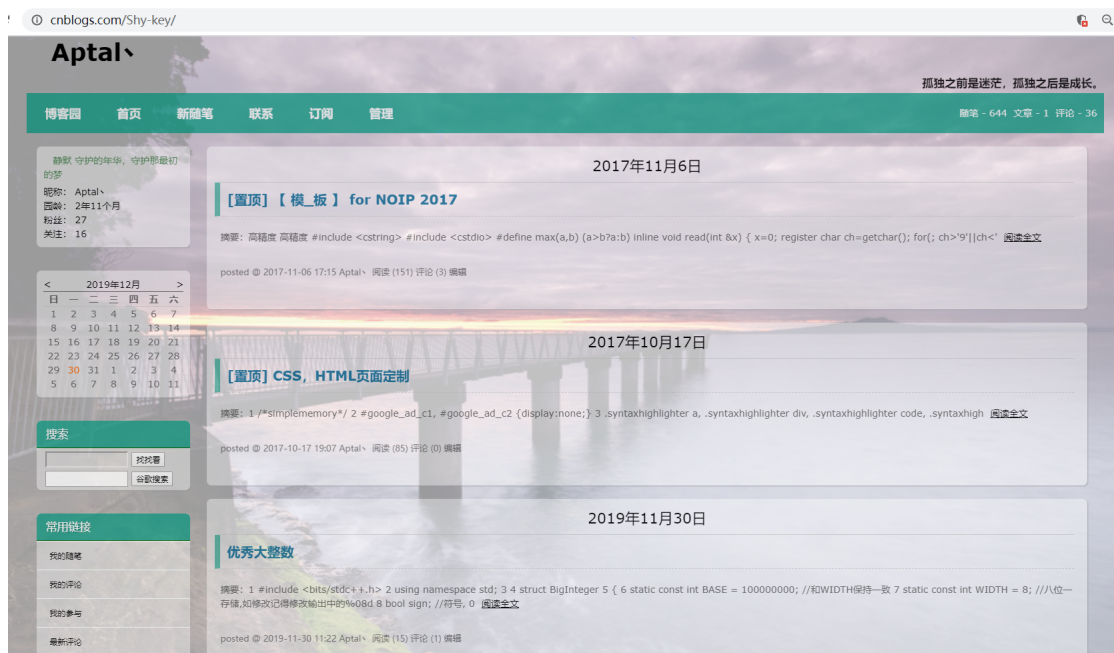 cnblogs.com/Shy-key/
Aptal丶
孤独之前是迷茫，孤独之后是成长。
博客园 首页 新随笔 联系 订阅 管理
随笔 - 644 文章 - 1 评论 - 36
静默 守护的年华，守护那最初
的梦
昵称： Aptal丶
园龄： 2年11个月
粉丝： 27
关注： 16
< 2019年12月 >
日 一 二 三 四 五 六
1 2 3 4 5 6 7
8 9 10 11 12 13 14
15 16 17 18 19 20 21
22 23 24 25 26 27 28
29 30 31 1 2 3 4
5 6 7 8 9 10 11
搜索
找找看
谷歌搜索
常用链接
我的随笔
我的评论
我的参与
最新评论
2017年11月6日
[置顶] 【 模_板 】 for NOIP 2017
摘要：高精度 高精度 #include <cstring> #include <cstdio> #define max(a,b) (a>b?a:b) inline void read(int &x) { x=0; register char ch=getchar(); for(; ch>'9'||ch<' 阅读全文
posted @ 2017-11-06 17:15 Aptal丶 阅读 (151) 评论 (3) 编辑
2017年10月17日
[置顶] CSS，HTML页面定制
摘要：1 /*simplememory*/ 2 #google_ad_c1, #google_ad_c2 {display:none;} 3 .syntaxhighlighter a, .syntaxhighlighter div, .syntaxhighlighter code, .syntaxhigh 阅读全文
posted @ 2017-10-17 19:07 Aptal丶 阅读 (85) 评论 (0) 编辑
2019年11月30日
优秀大整数
摘要：1 #include <bits/stdc++.h> 2 using namespace std; 3 4 struct BigInteger 5 { 6 static const int BASE = 100000000; //和WIDTH保持一致 7 static const int WIDTH = 8; //八位一
存储,如修改记得修改输出中的%08d 8 bool sign; //符号, 0 阅读全文
posted @ 2019-11-30 11:22 Aptal丶 阅读 (15) 评论 (1) 编辑